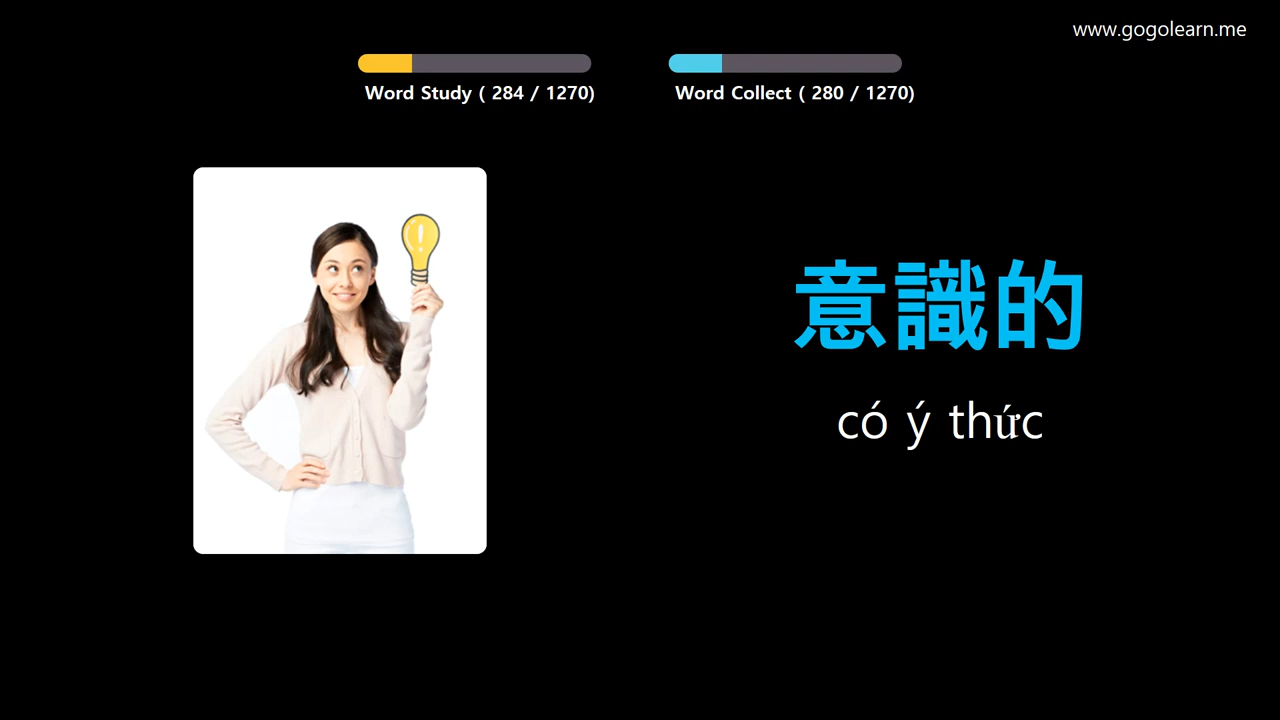 www.gogolearn.me
Word Study ( 284 / 1270)
Word Collect ( 280 / 1270)
意識的
có ý thức